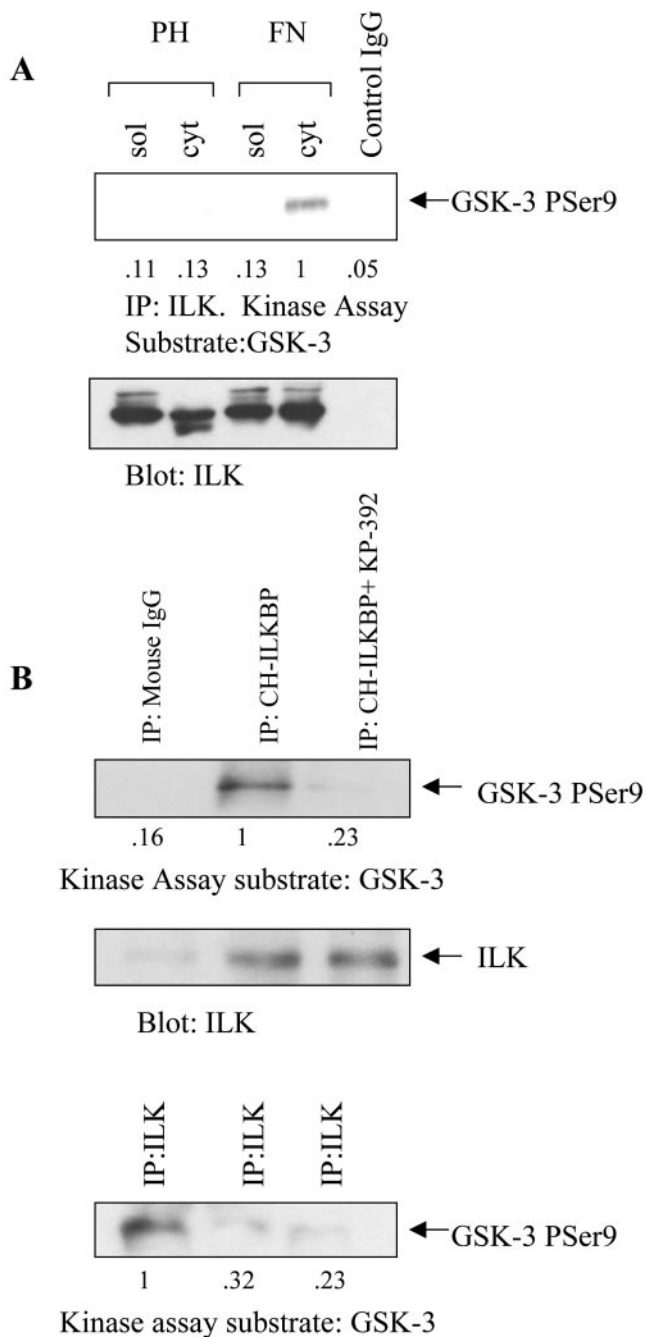 A
PH FN
sol cyt sol cyt Control IgG
GSK-3 PSer9
.11 .13 .13 1 .05
IP: ILK. Kinase Assay
Substrate:GSK-3
Blot: ILK
B
IP: Mouse IgG IP: CH-ILKBP IP: CH-ILKBP+ KP-392
GSK-3 PSer9
.16 1 .23
Kinase Assay substrate: GSK-3
ILK
Blot: ILK
IP:ILK IP:ILK IP:ILK
GSK-3 PSer9
1 .32 .23
Kinase assay substrate: GSK-3